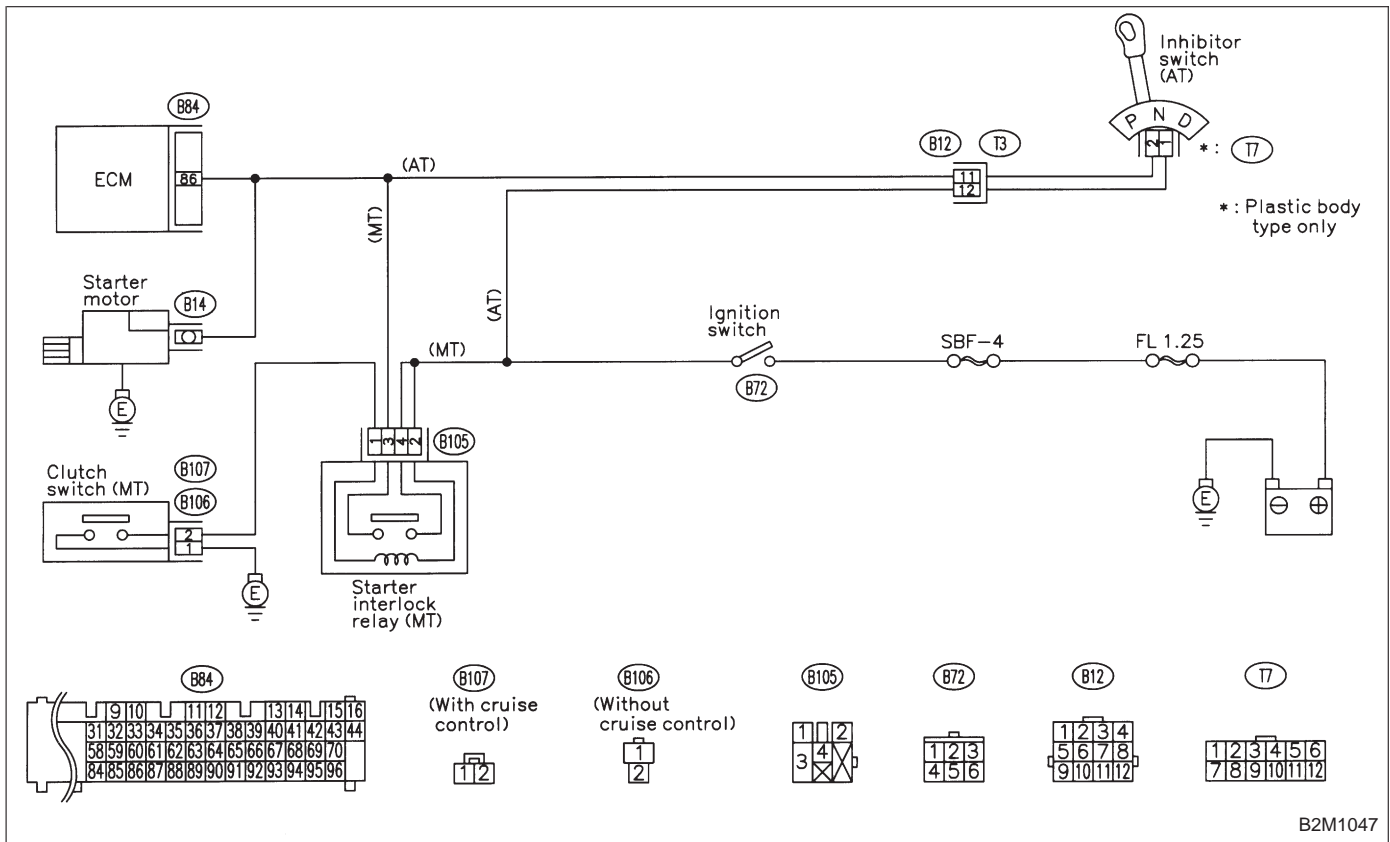 Inhibitor
switch
(AT)
P N D
2 1
* : T7
* : Plastic body
type only
B84
ECM
86
(AT)
B12 T3
11
12
(MT)
Starter
motor
B14
E
(AT)
(MT)
Ignition
switch
B72
SBF-4
FL 1.25
E
⊖ ⊕
1 3 4 2
B105
Clutch
switch (MT)
B107
B106
2
1
E
Starter
interlock
relay (MT)
B84
9 10 11 12 13 14 15 16
31 32 33 34 35 36 37 38 39 40 41 42 43 44
58 59 60 61 62 63 64 65 66 67 68 69 70
84 85 86 87 88 89 90 91 92 93 94 95 96
B107
(With cruise
control)
1 2
B106
(Without
cruise control)
1
2
B105
1 2
3 4
B72
1 2 3
4 5 6
B12
1 2 3 4
5 6 7 8
9 10 11 12
T7
1 2 3 4 5 6
7 8 9 10 11 12
B2M1047